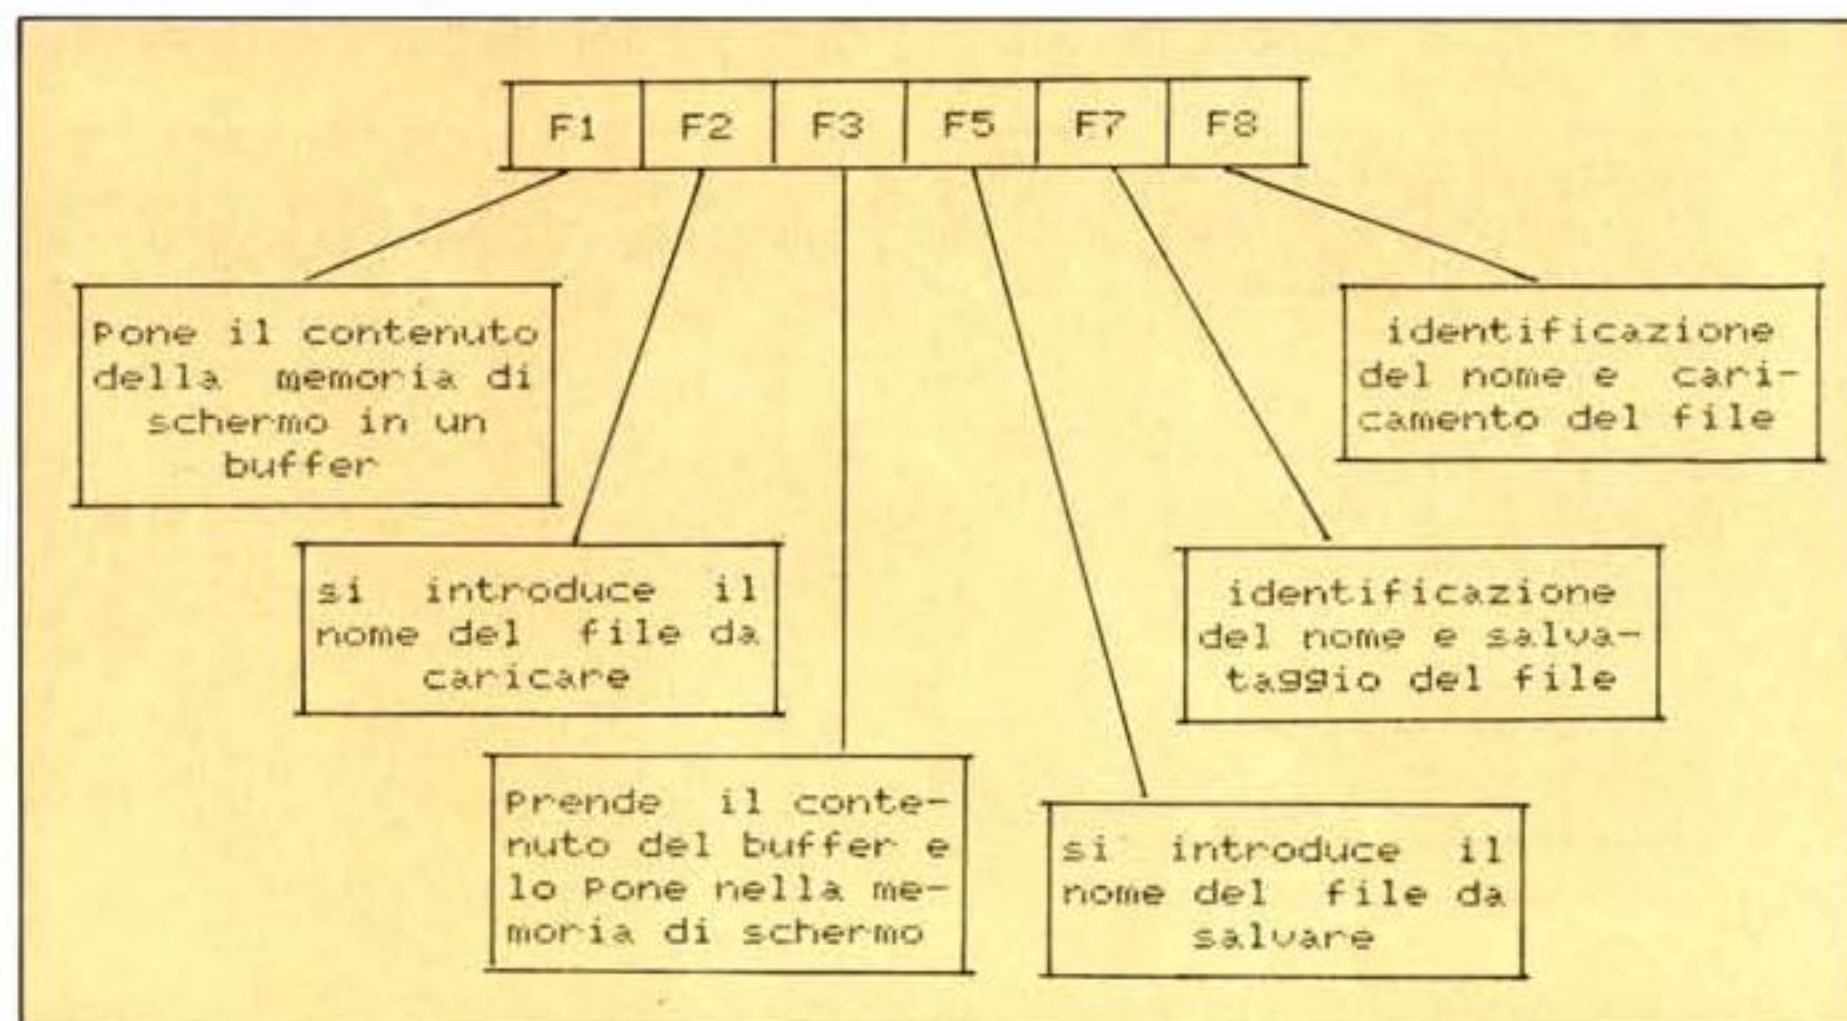 F1 F2 F3 F5 F7 F8
Pone il contenuto
della memoria di
schermo in un
buffer
si introduce il
nome del file da
caricare
Prende il conte-
nuto del buffer e
lo Pone nella me-
moria di schermo
si introduce il
nome del file da
salvare
identificazione
del nome e salva-
taggio del file
identificazione
del nome e cari-
camento del file